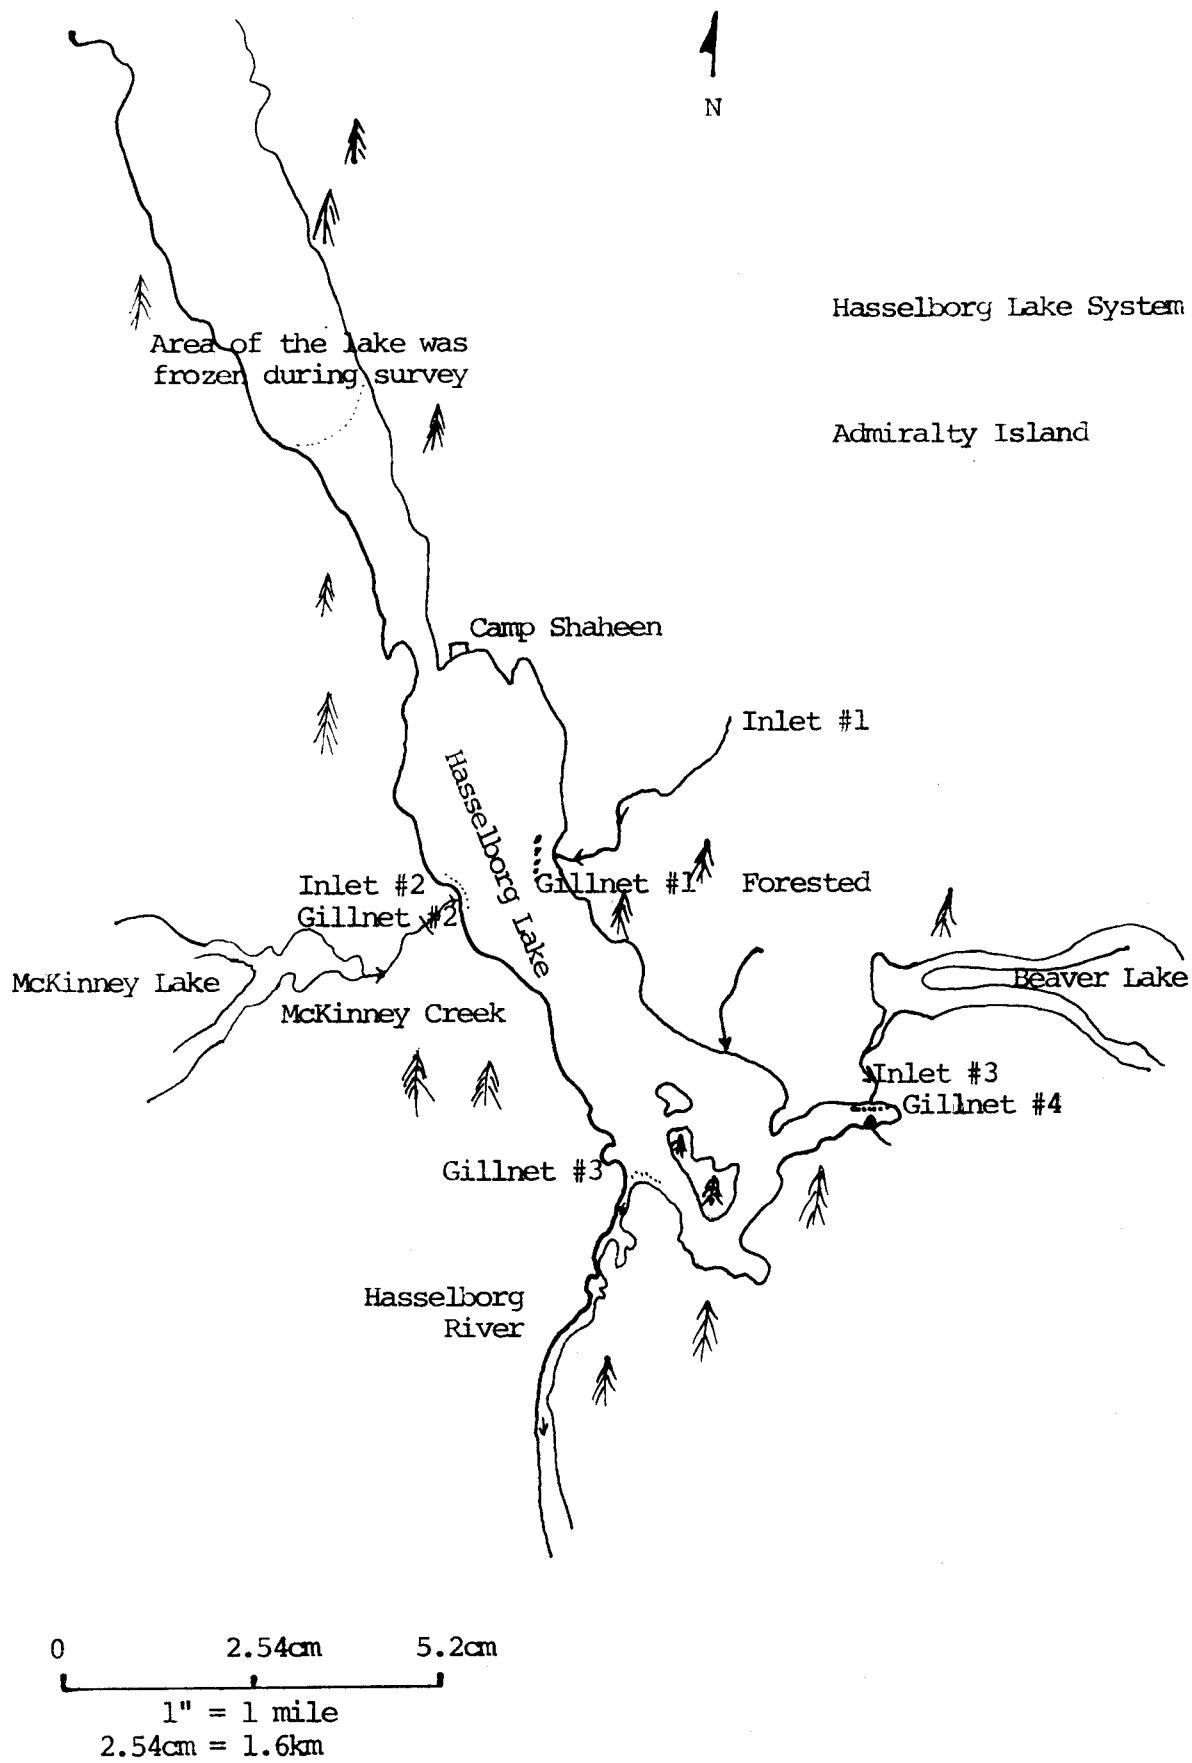 N
Hasselborg Lake System
Area of the lake was
frozen during survey
Admiralty Island
Camp Shaheen
Inlet #1
Hasselborg Lake
Inlet #2
Gillnet #2
Gillnet #1
Forested
McKinney Lake
Beaver Lake
McKinney Creek
Inlet #3
Gillnet #4
Gillnet #3
Hasselborg
River
0 2.54cm 5.2cm
1" = 1 mile
2.54cm = 1.6km